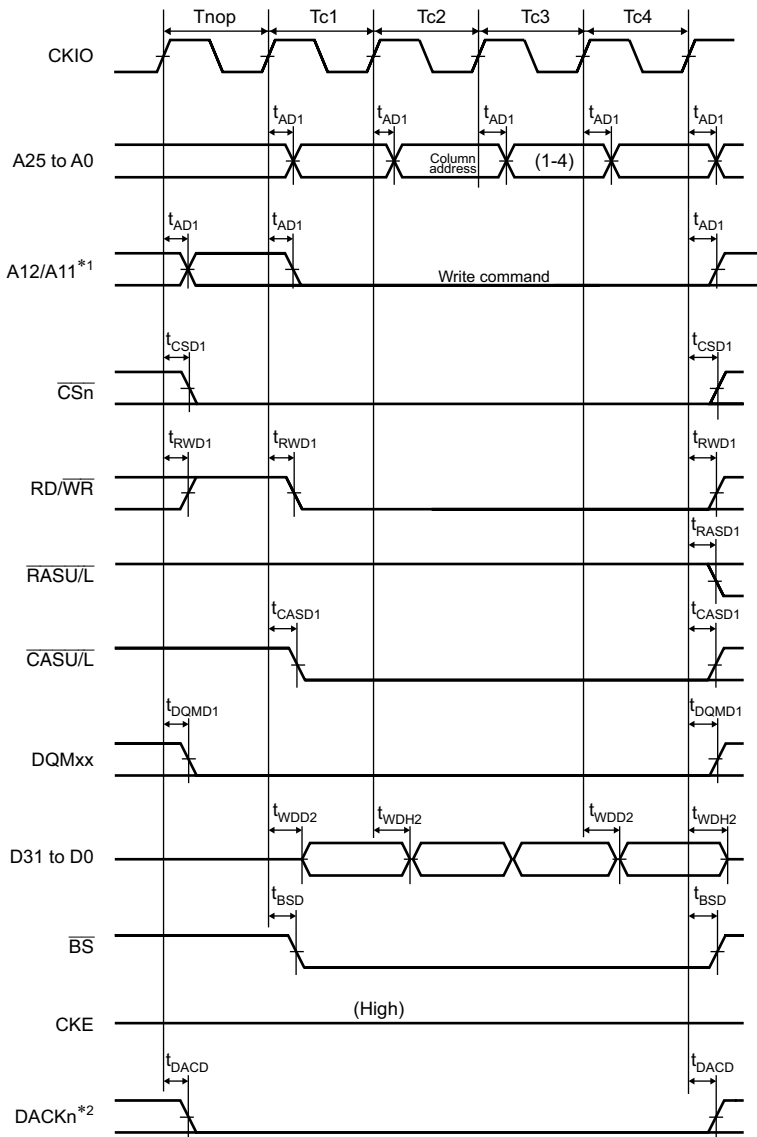 Tnop Tc1 Tc2 Tc3 Tc4
CKIO
tAD1 tAD1 tAD1 tAD1 tAD1
A25 to A0
Column
address
(1-4)
tAD1 tAD1 tAD1
A12/A11*1
Write command
tCSD1 tCSD1
CSn
tRWD1 tRWD1 tRWD1
RD/WR
tRASD1
RASU/L
tCASD1 tCASD1
CASU/L
tDQMD1 tDQMD1
DQMxx
tWDD2 tWDH2 tWDD2 tWDH2
D31 to D0
tBSD tBSD
BS
(High)
CKE
tDACD tDACD
DACKn*2